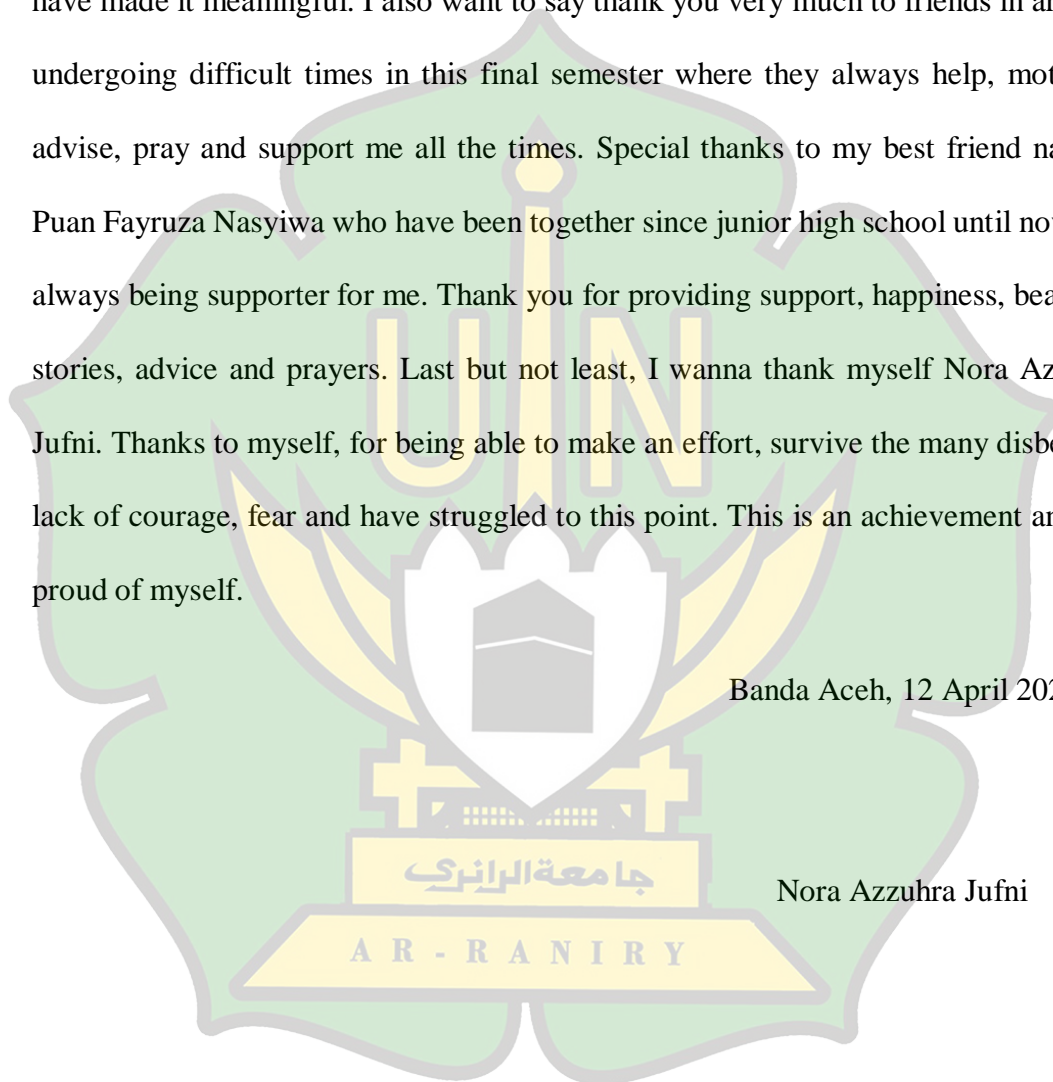 have made it meaningful. I also want to say thank you very much to friends in
undergoing difficult times in this final semester where they always help,
advise, pray and support me all the times. Special thanks to my best friend
Puan Fayruza Nasyiwa who have been together since junior high school until
always being supporter for me. Thank you for providing support, happiness,
stories, advice and prayers. Last but not least, I wanna thank myself Nora
Jufni. Thanks to myself, for being able to make an effort, survive the many
lack of courage, fear and have struggled to this point. This is an achievement
proud of myself.
Banda Aceh, 12 April
Nora Azzuhra Jufni
UIN
جامعة الرانري
AR-RANIRY